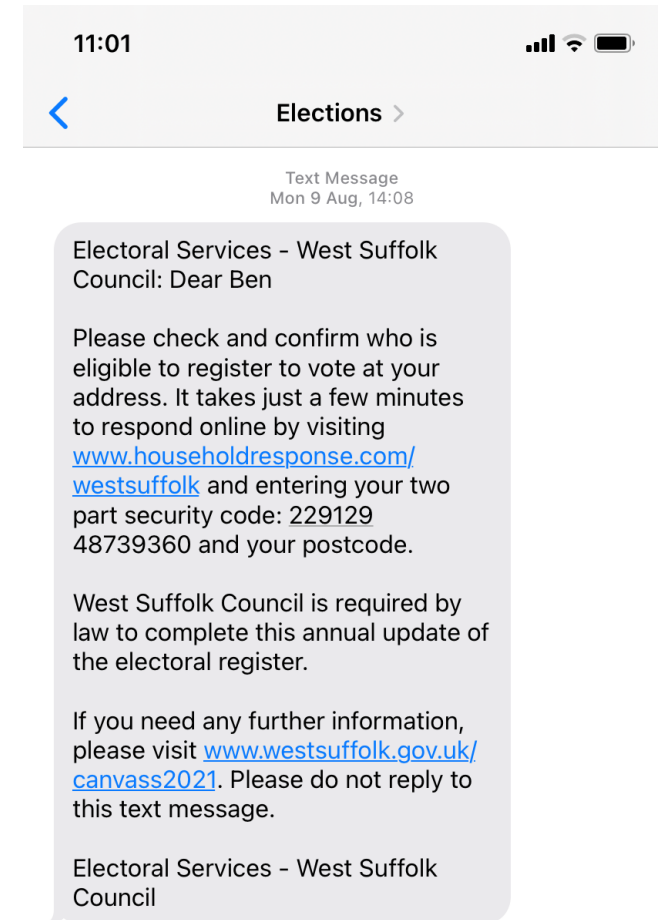 11:01
Elections
Text Message
Mon 9 Aug, 14:08
Electoral Services - West Suffolk
Council: Dear Ben
Please check and confirm who is
eligible to register to vote at your
address. It takes just a few minutes
to respond online by visiting
www.householdresponse.com/
westsuffolk and entering your two
part security code: 229129
48739360 and your postcode.
West Suffolk Council is required by
law to complete this annual update of
the electoral register.
If you need any further information,
please visit www.westsuffolk.gov.uk/
canvass2021. Please do not reply to
this text message.
Electoral Services - West Suffolk
Council